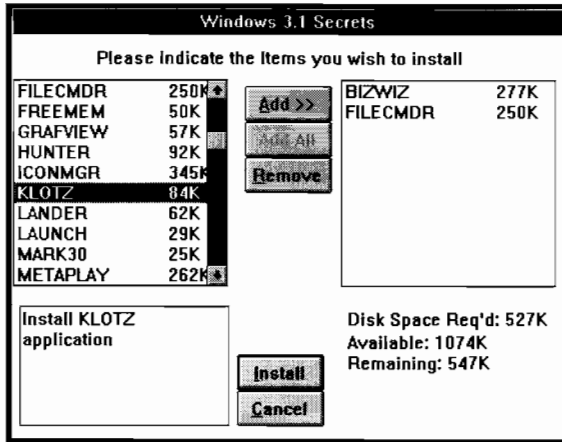 Windows 3.1 Secrets
Please indicate the Items you wish to install
FILECMDR 250K
FREEMEM 50K
GRAFVIEW 57K
HUNTER 92K
ICONMGR 345K
KLOTZ 84K
LANDER 62K
LAUNCH 29K
MARK30 25K
METAPLAY 262K
Add >>
Add All
Remove
BIZWIZ 277K
FILECMDR 250K
Install KLOTZ
application
Install
Cancel
Disk Space Req'd: 527K
Available: 1074K
Remaining: 547K